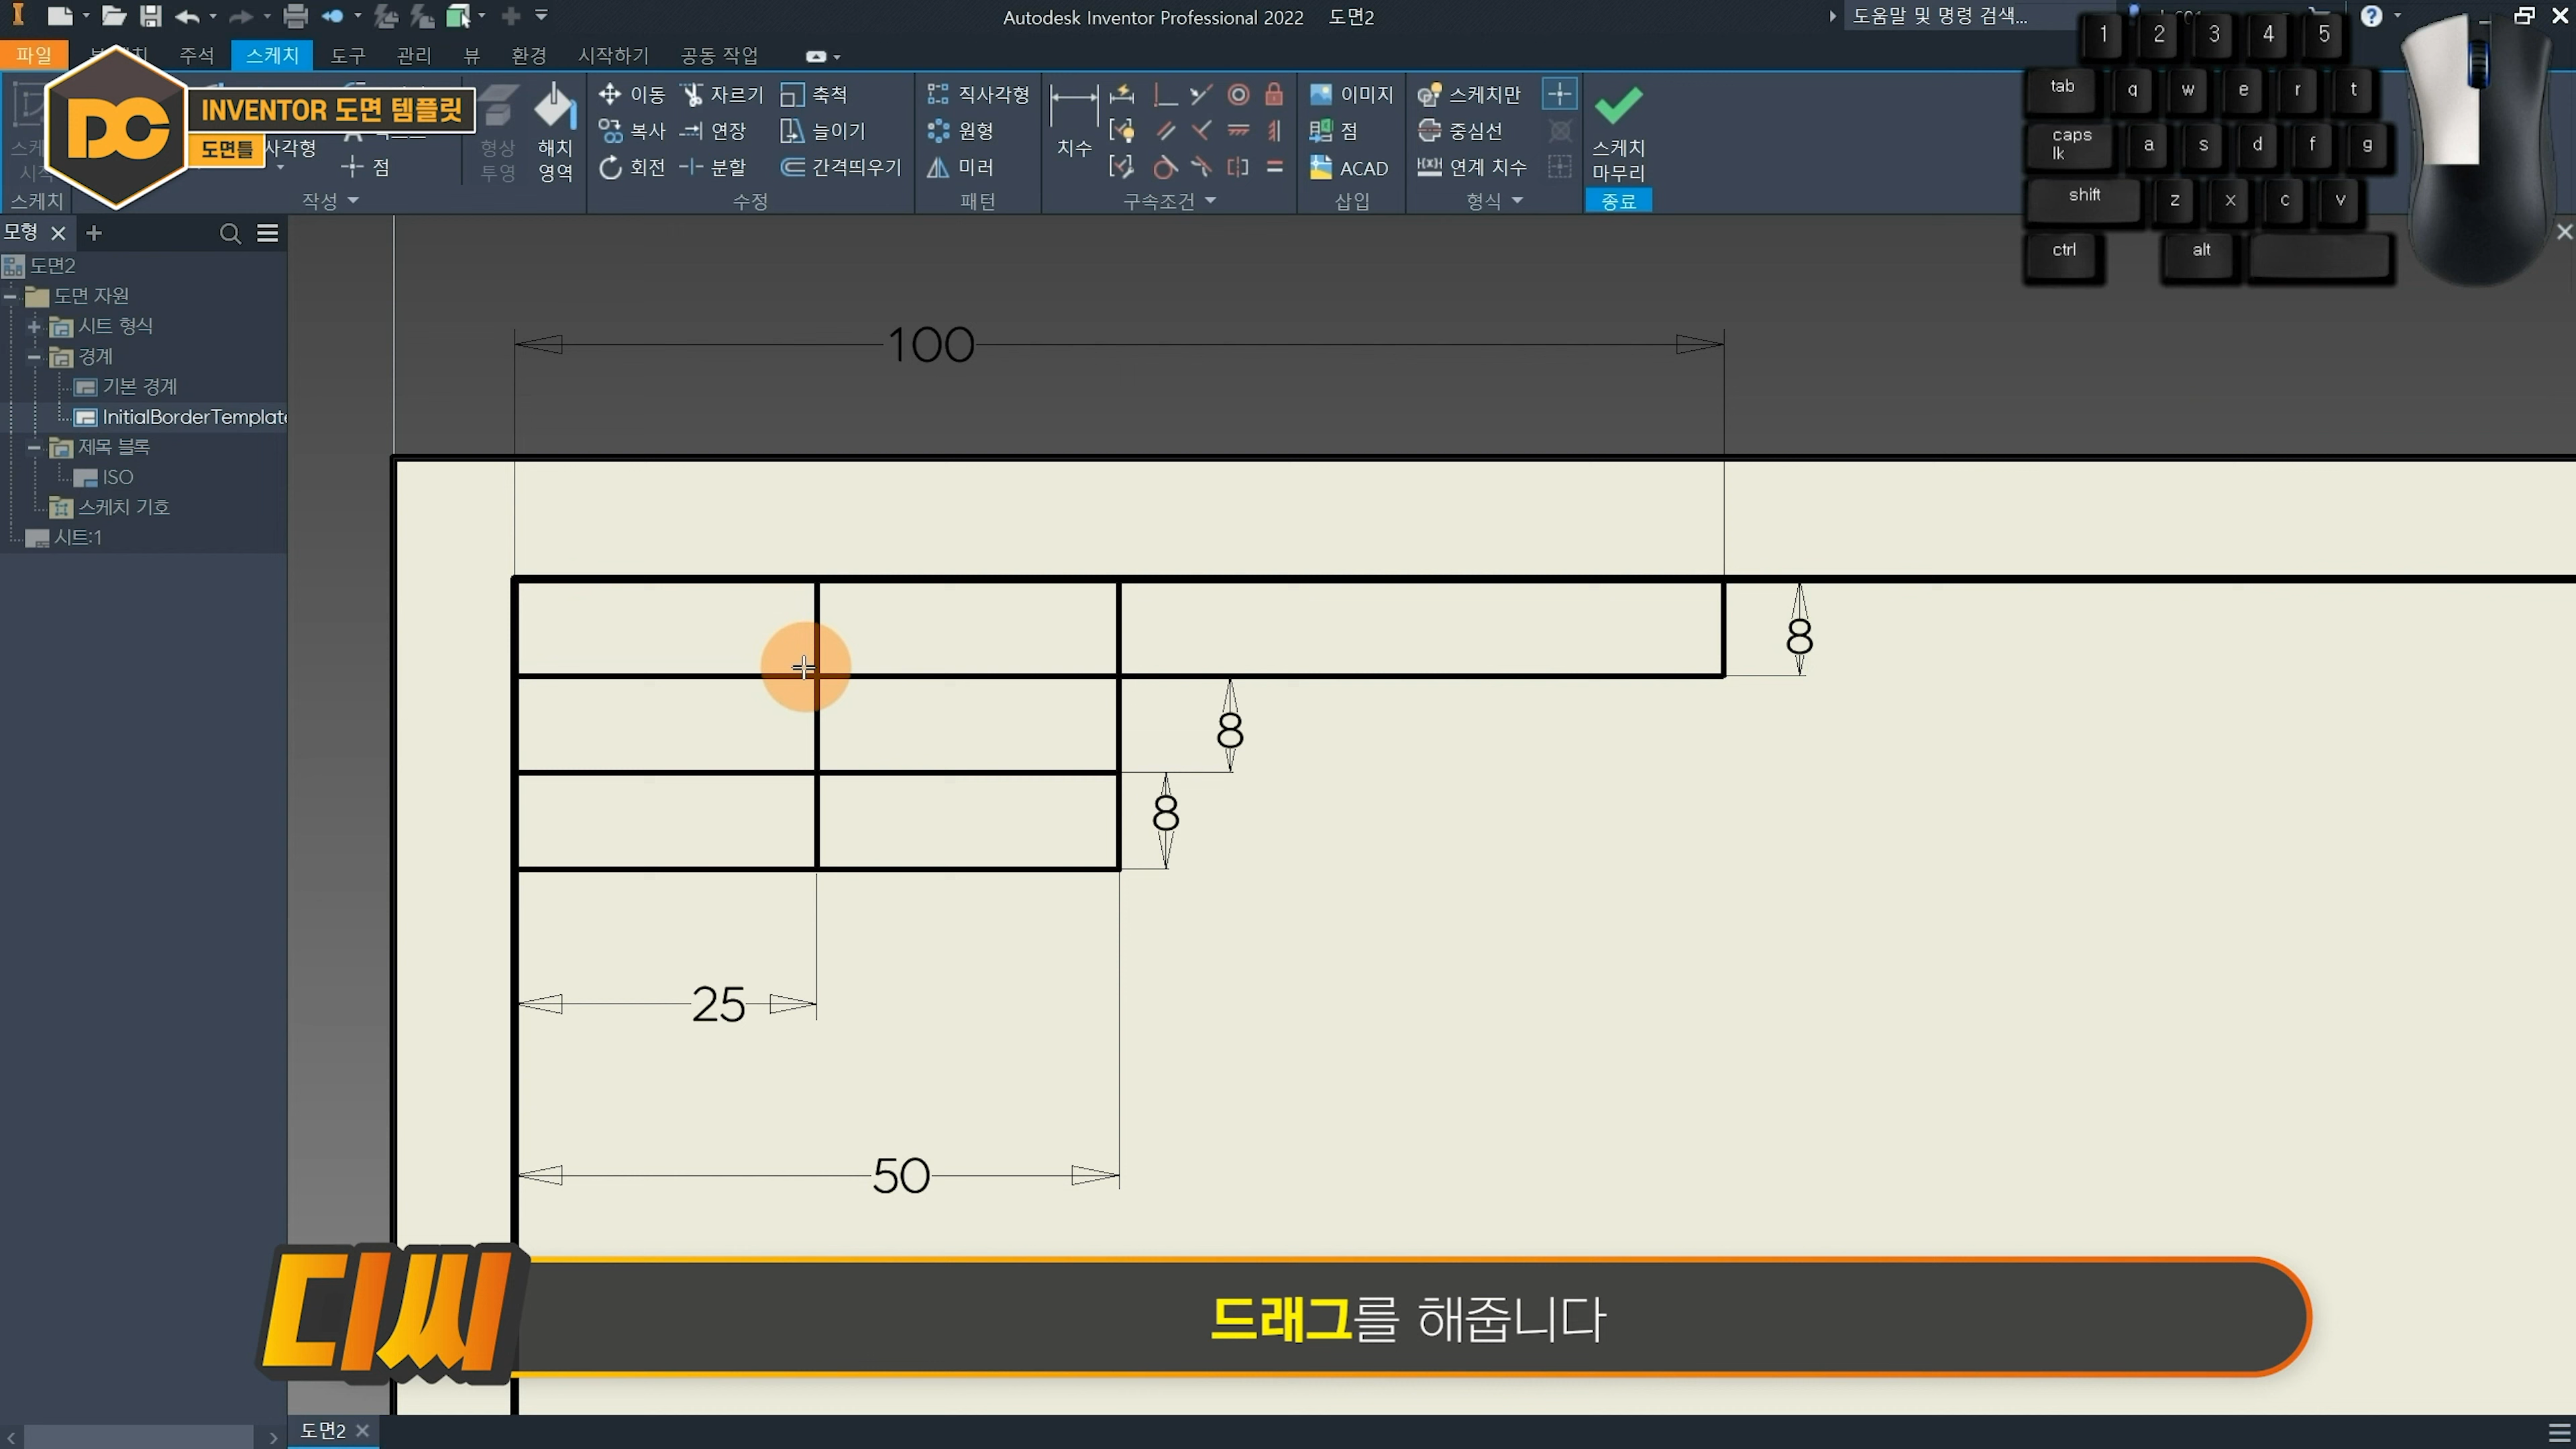 Autodesk Inventor Professional 2022 도면2
도움말 및 명령 검색...
파일 주석 스케치 도구 관리 뷰 환경 시작하기 공동 작업
DC
INVENTOR 도면 템플릿
도면틀
사각형
점
형상
투영
해치
영역
이동 자르기 축척
복사 연장 늘이기
회전 분할 간격띄우기
직사각형
원형
미러
치수
이미지
점
ACAD
스케치만
중심선
연계 치수
스케치
마무리
스케치 작성 수정 패턴 구속조건 삽입 형식 종료
1 2 3 4 5
tab q w e r t
caps lk a s d f g
shift z x c v
ctrl alt
모형
도면2
도면 자원
시트 형식
경계
기본 경계
InitialBorderTemplate
제목 블록
ISO
스케치 기호
시트:1
100
8
8
8
25
50
디씨
드래그를 해줍니다
도면2